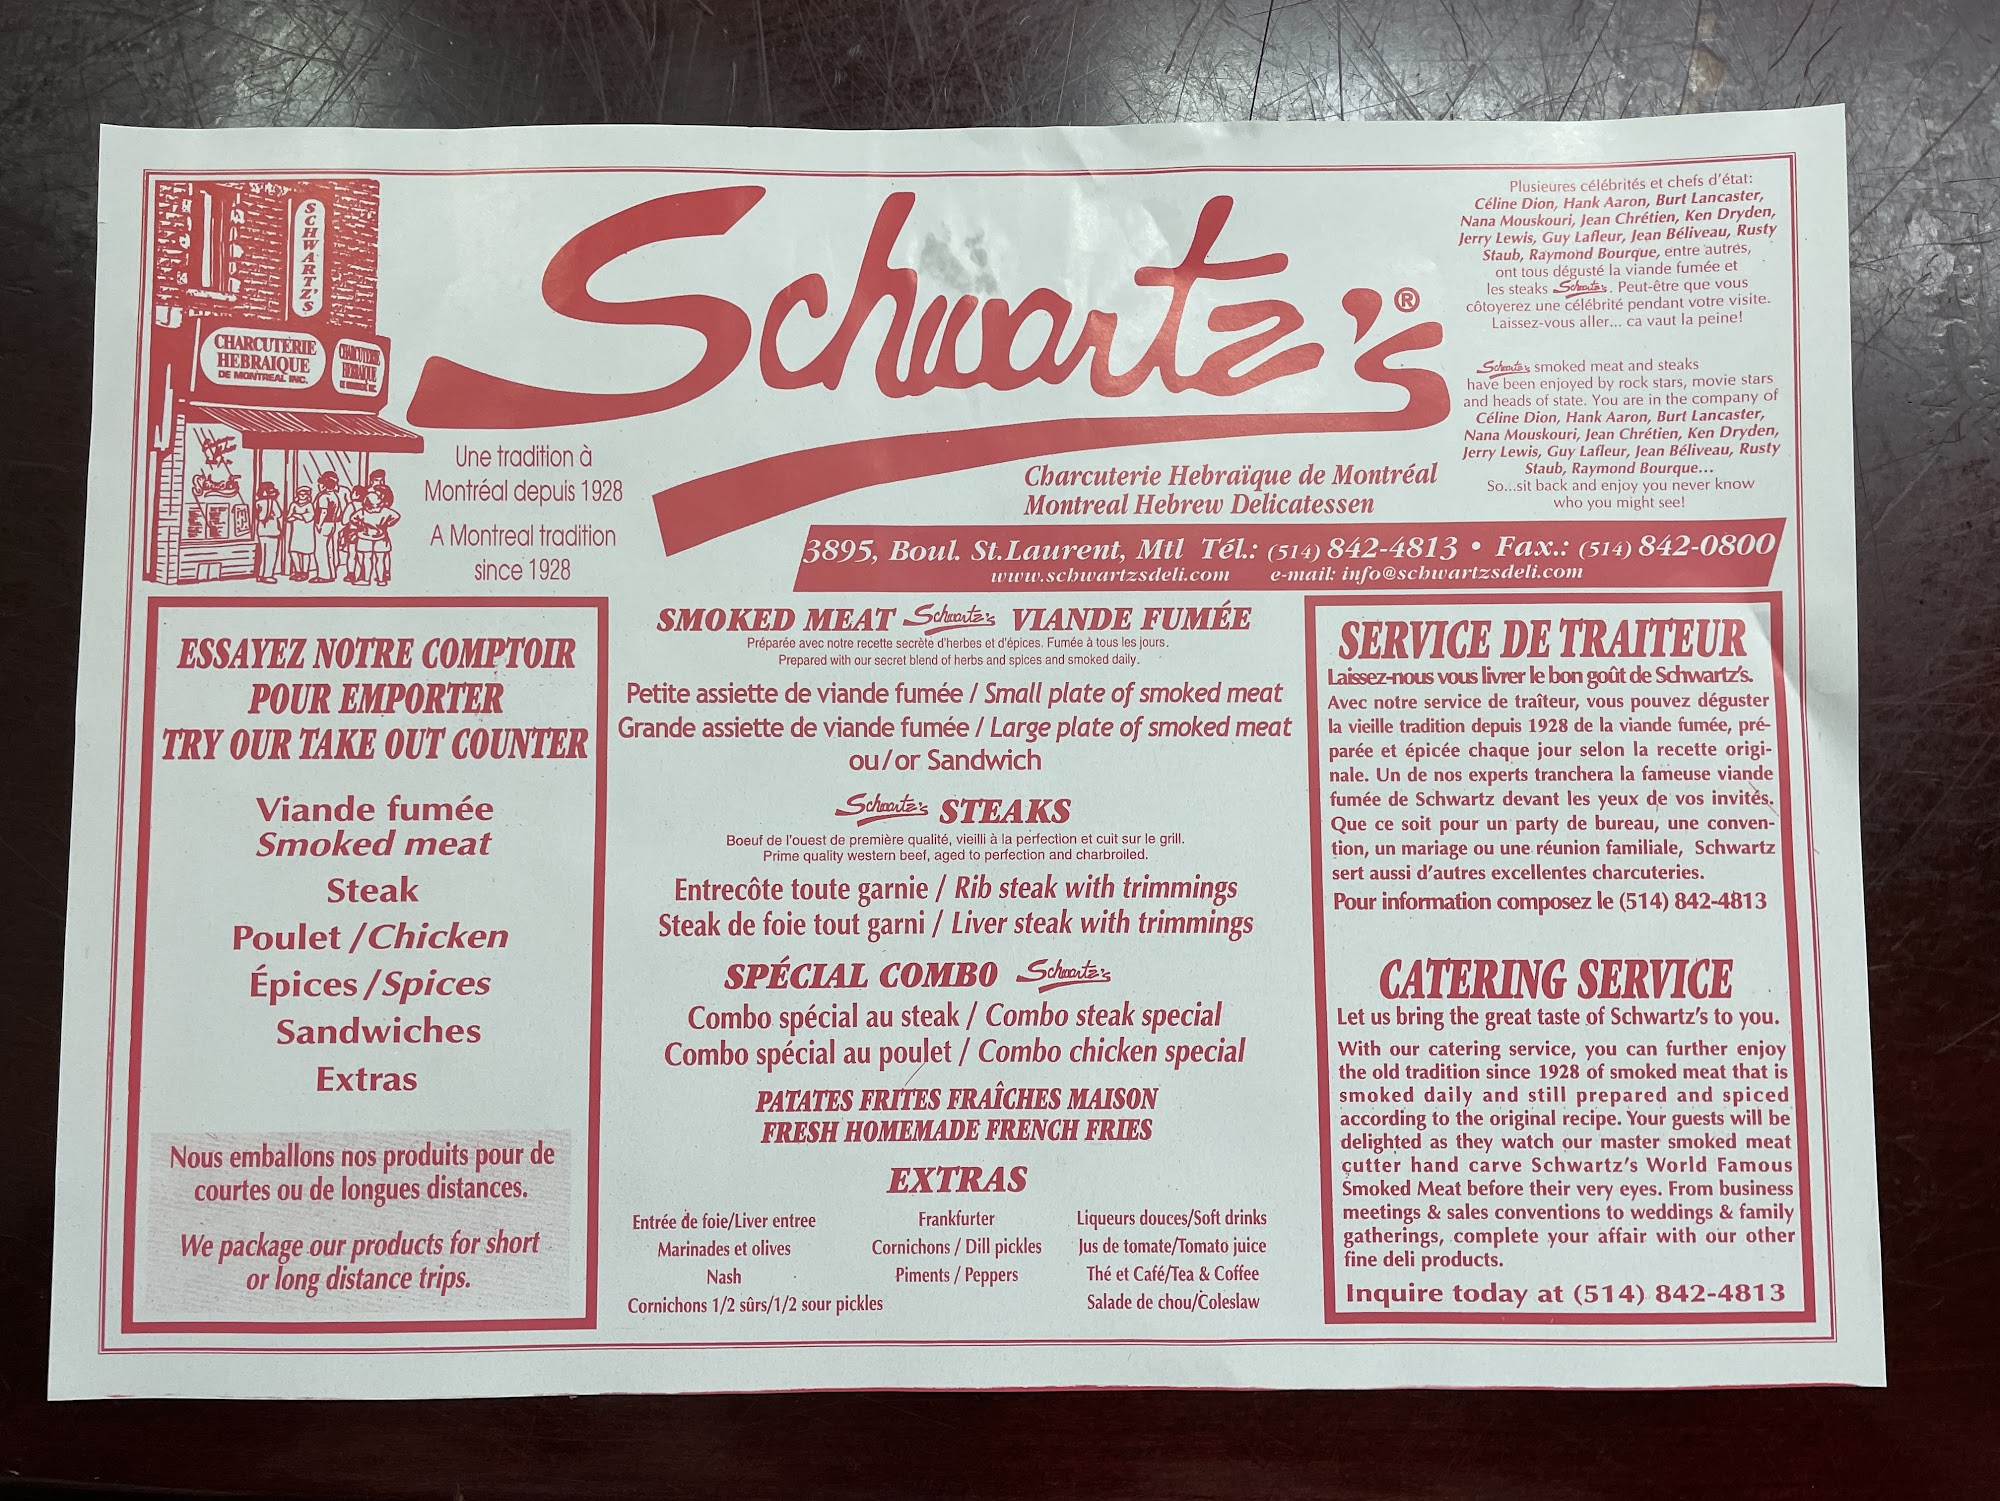 SCHWARTZ'S
CHARCUTERIE
HEBRAIQUE
DE MONTREAL INC.
CHARCUTERIE
HEBRAIQUE
DE MONTREAL INC.
Schwartz's®
Une tradition à
Montréal depuis 1928
A Montreal tradition
since 1928
Charcuterie Hebraïque de Montréal
Montreal Hebrew Delicatessen
Plusieures célébrités et chefs d'état:
Céline Dion, Hank Aaron, Burt Lancaster,
Nana Mouskouri, Jean Chrétien, Ken Dryden,
Jerry Lewis, Guy Lafleur, Jean Béliveau, Rusty
Staub, Raymond Bourque, entre autres,
ont tous dégusté la viande fumée et
les steaks Schwartz's. Peut-être que vous
côtoyerez une célébrité pendant votre visite.
Laissez-vous aller... ca vaut la peine!
Schwartz's smoked meat and steaks
have been enjoyed by rock stars, movie stars
and heads of state. You are in the company of
Céline Dion, Hank Aaron, Burt Lancaster,
Nana Mouskouri, Jean Chrétien, Ken Dryden,
Jerry Lewis, Guy Lafleur, Jean Béliveau, Rusty
Staub, Raymond Bourque...
So...sit back and enjoy you never know
who you might see!
3895, Boul. St.Laurent, Mtl Tél.: (514) 842-4813 • Fax.: (514) 842-0800
www.schwartzsdeli.com e-mail: info@schwartzsdeli.com
ESSAYEZ NOTRE COMPTOIR
POUR EMPORTER
TRY OUR TAKE OUT COUNTER
Viande fumée
Smoked meat
Steak
Poulet / Chicken
Épices / Spices
Sandwiches
Extras
Nous emballons nos produits pour de
courtes ou de longues distances.
We package our products for short
or long distance trips.
SMOKED MEAT Schwartz's VIANDE FUMÉE
Préparée avec notre recette secrète d'herbes et d'épices. Fumée à tous les jours.
Prepared with our secret blend of herbs and spices and smoked daily.
Petite assiette de viande fumée / Small plate of smoked meat
Grande assiette de viande fumée / Large plate of smoked meat
ou/or Sandwich
Schwartz's STEAKS
Boeuf de l'ouest de première qualité, vieilli à la perfection et cuit sur le grill.
Prime quality western beef, aged to perfection and charbroiled.
Entrecôte toute garnie / Rib steak with trimmings
Steak de foie tout garni / Liver steak with trimmings
SPÉCIAL COMBO Schwartz's
Combo spécial au steak / Combo steak special
Combo spécial au poulet / Combo chicken special
PATATES FRITES FRAÎCHES MAISON
FRESH HOMEMADE FRENCH FRIES
EXTRAS
Entrée de foie/Liver entree
Marinades et olives
Nash
Cornichons 1/2 sûrs/1/2 sour pickles
Frankfurter
Cornichons / Dill pickles
Piments / Peppers
Liqueurs douces/Soft drinks
Jus de tomate/Tomato juice
Thé et Café/Tea & Coffee
Salade de chou/Coleslaw
SERVICE DE TRAITEUR
Laissez-nous vous livrer le bon goût de Schwartz's.
Avec notre service de traîteur, vous pouvez déguster
la vieille tradition depuis 1928 de la viande fumée, pré-
parée et épicée chaque jour selon la recette origi-
nale. Un de nos experts tranchera la fameuse viande
fumée de Schwartz devant les yeux de vos invités.
Que ce soit pour un party de bureau, une conven-
tion, un mariage ou une réunion familiale, Schwartz
sert aussi d'autres excellentes charcuteries.
Pour information composez le (514) 842-4813
CATERING SERVICE
Let us bring the great taste of Schwartz's to you.
With our catering service, you can further enjoy
the old tradition since 1928 of smoked meat that is
smoked daily and still prepared and spiced
according to the original recipe. Your guests will be
delighted as they watch our master smoked meat
cutter hand carve Schwartz's World Famous
Smoked Meat before their very eyes. From business
meetings & sales conventions to weddings & family
gatherings, complete your affair with our other
fine deli products.
Inquire today at (514) 842-4813